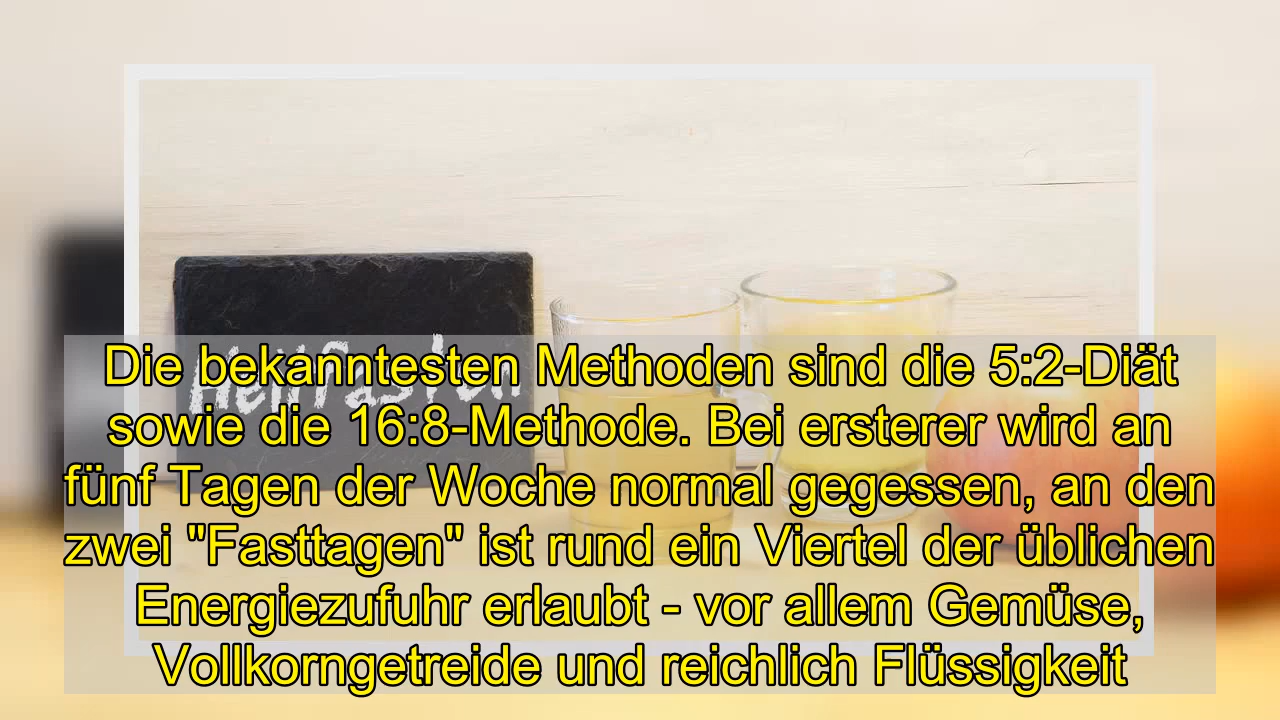 Heilfasten
Die bekanntesten Methoden sind die 5:2-Diät
sowie die 16:8-Methode. Bei ersterer wird an
fünf Tagen der Woche normal gegessen, an den
zwei "Fasttagen" ist rund ein Viertel der üblichen
Energiezufuhr erlaubt - vor allem Gemüse,
Vollkorngetreide und reichlich Flüssigkeit